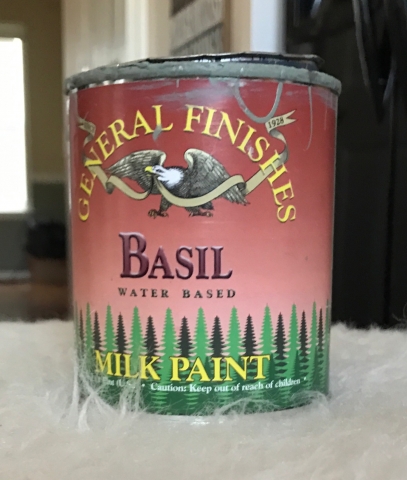 GENERAL FINISHES
1928
BASIL
WATER BASED
MILK PAINT
(U.S. • Caution: Keep out of reach of children •